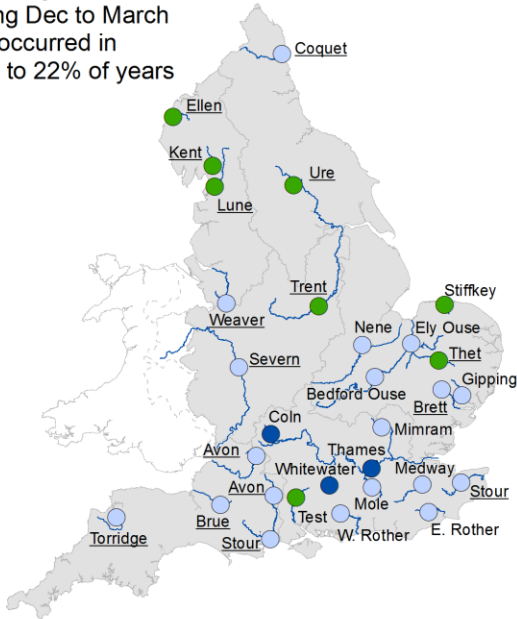 ng Dec to March
occurred in
to 22% of years
Coquet
Ellen
Kent
Ure
Lune
Trent
Stiffkey
Weaver
Nene
Ely Ouse
Thet
Severn
Gipping
Bedford Ouse
Brett
Coln
Mimram
Avon
Thames
Whitewater
Medway
Avon
Stour
Mole
Test
Brue
E. Rother
W. Rother
Torridge
Stour